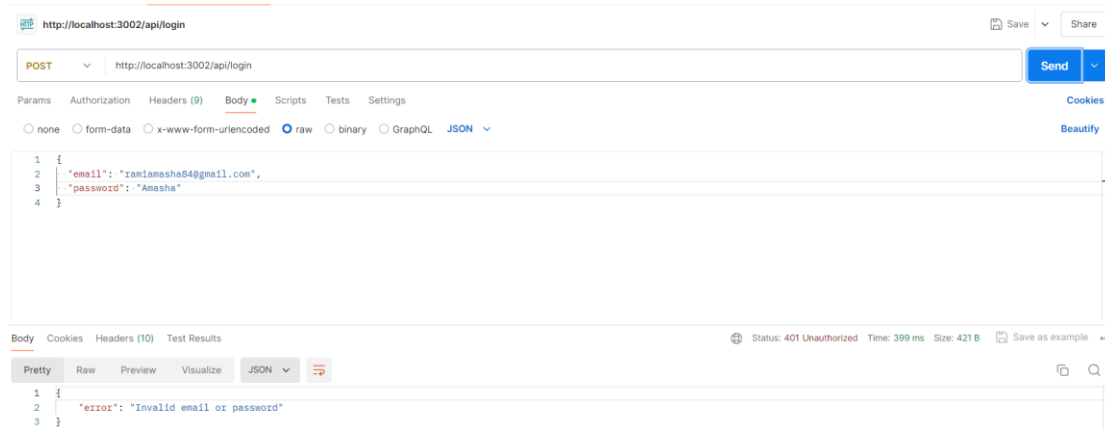 HTTP http://localhost:3002/api/login Save Share
POST http://localhost:3002/api/login Send
Params Authorization Headers (9) Body Scripts Tests Settings Cookies
none form-data x-www-form-urlencoded raw binary GraphQL JSON Beautify
1 {
2 "email": "ramiamasha84@gmail.com",
3 "password": "Amasha"
4 }
Body Cookies Headers (10) Test Results Status: 401 Unauthorized Time: 399 ms Size: 421 B Save as example
Pretty Raw Preview Visualize JSON
1 {
2 "error": "Invalid email or password"
3 }